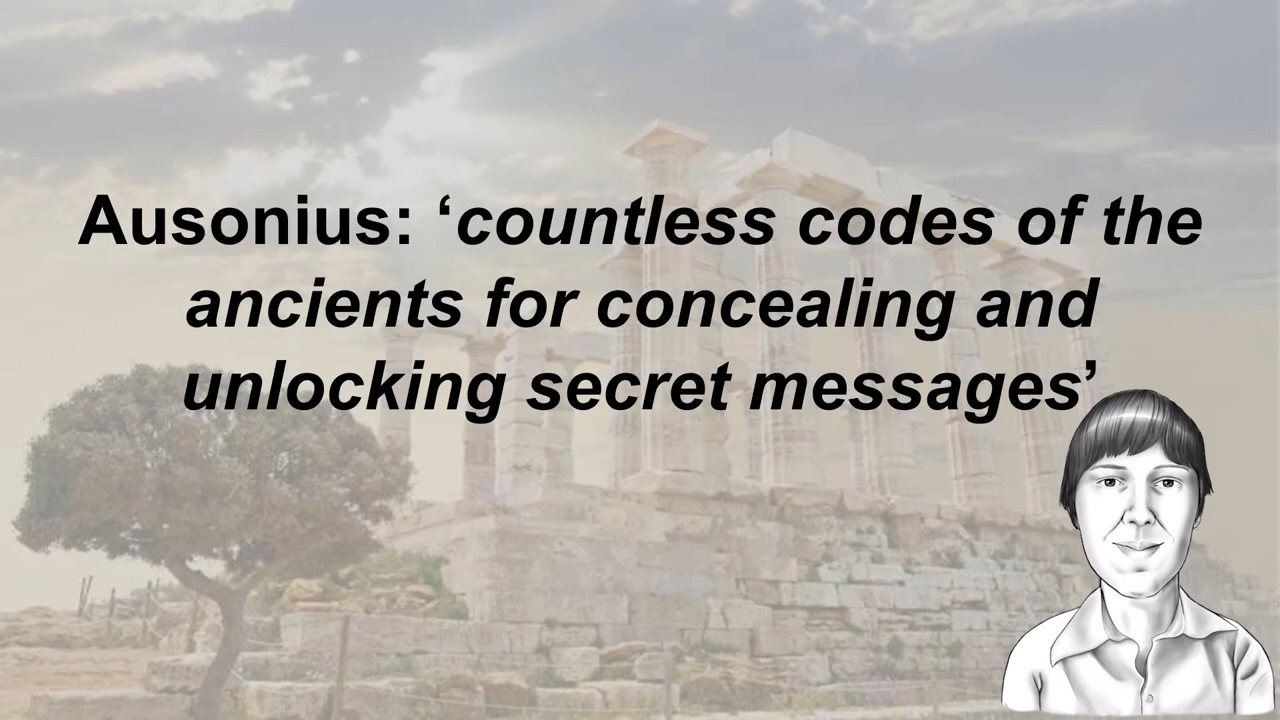 Ausonius: ‘countless codes of the
ancients for concealing and
unlocking secret messages’